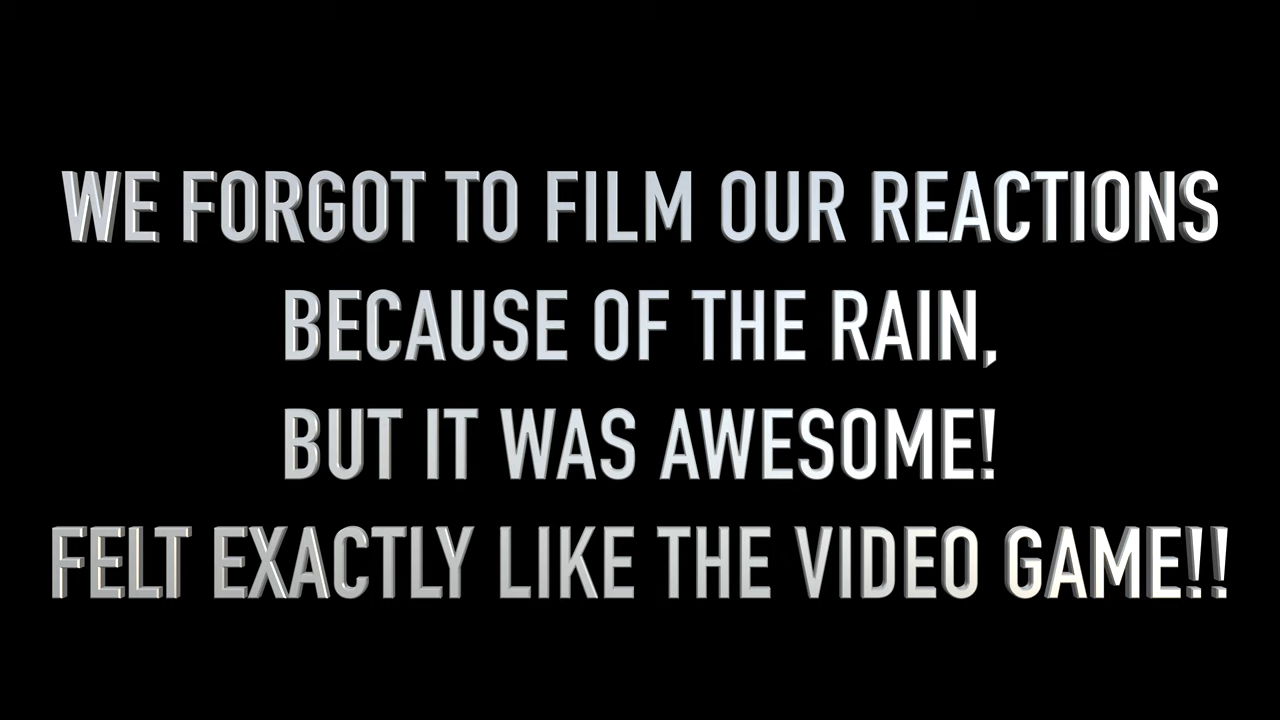 WE FORGOT TO FILM OUR REACTIONS
BECAUSE OF THE RAIN,
BUT IT WAS AWESOME!
FELT EXACTLY LIKE THE VIDEO GAME!!